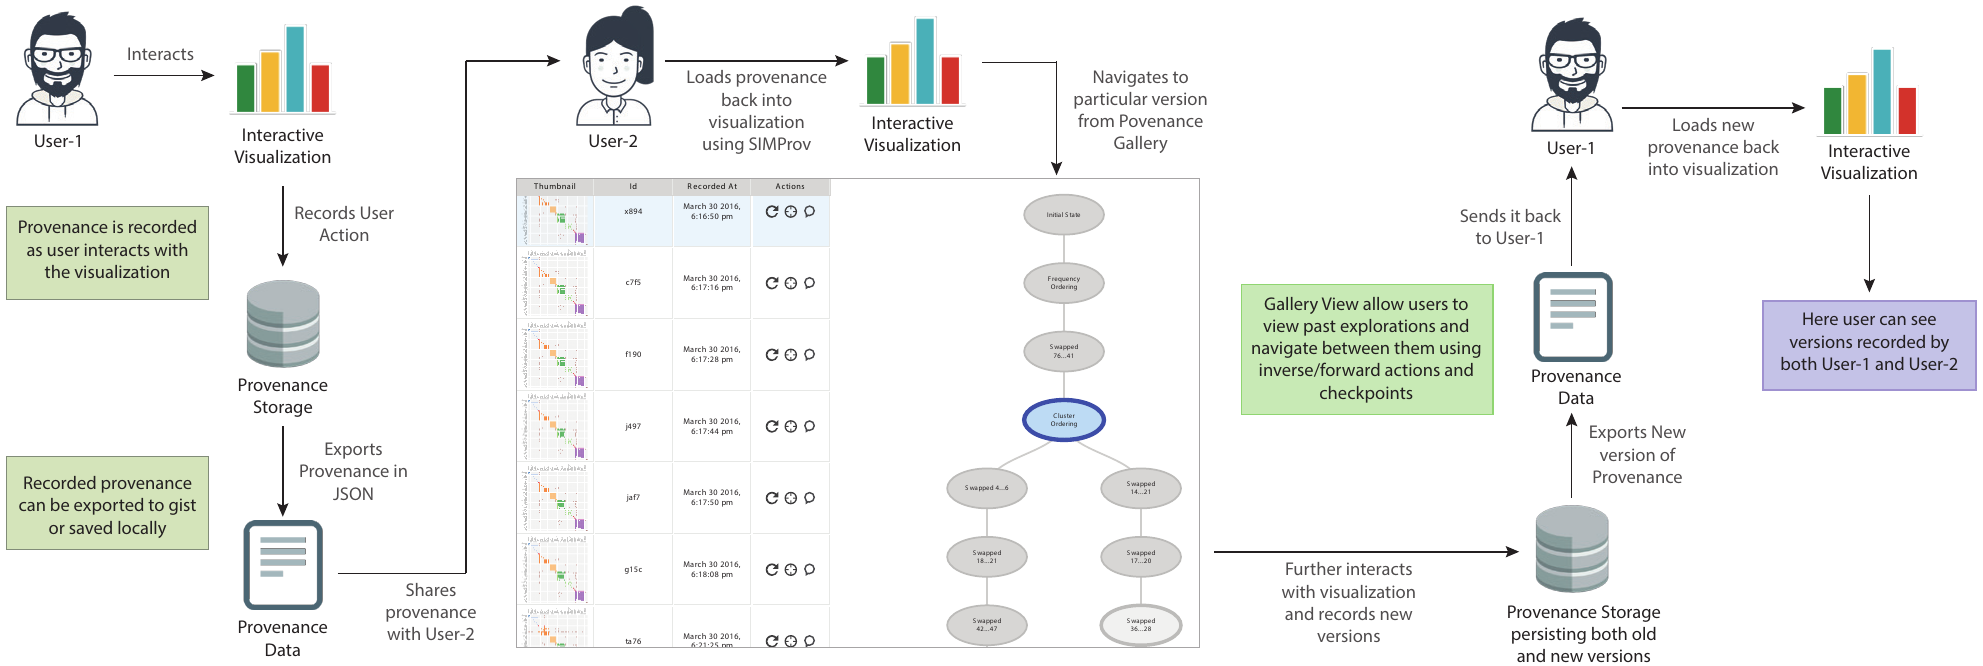 User-1
Interacts
Interactive
Visualization
Provenance is recorded
as user interacts with
the visualization
Records User
Action
Provenance
Storage
Exports
Provenance in
JSON
Recorded provenance
can be exported to gist
or saved locally
Provenance
Data
Shares
provenance
with User-2
User-2
Loads provenance
back into
visualization
using SIMProv
Interactive
Visualization
Navigates to
particular version
from Povenance
Gallery
Thumbnail Id Recorded At Actions
x894 March 30 2016,
6:16:50 pm
c7f5 March 30 2016,
6:17:16 pm
f190 March 30 2016,
6:17:28 pm
j497 March 30 2016,
6:17:44 pm
jaf7 March 30 2016,
6:17:50 pm
g15c March 30 2016,
6:18:08 pm
ta76 March 30 2016,
6:21:25 pm
Initial State
Frequency
Ordering
Swapped
76...41
Cluster
Ordering
Swapped 4...6
Swapped
14...21
Swapped
18...21
Swapped
17...20
Swapped
42...47
Swapped
36...28
Further interacts
with visualization
and records new
versions
Provenance Storage
persisting both old
and new versions
Exports New
version of
Provenance
Provenance
Data
Gallery View allow users to
view past explorations and
navigate between them using
inverse/forward actions and
checkpoints
Sends it back
to User-1
User-1
Loads new
provenance back
into visualization
Interactive
Visualization
Here user can see
versions recorded by
both User-1 and User-2